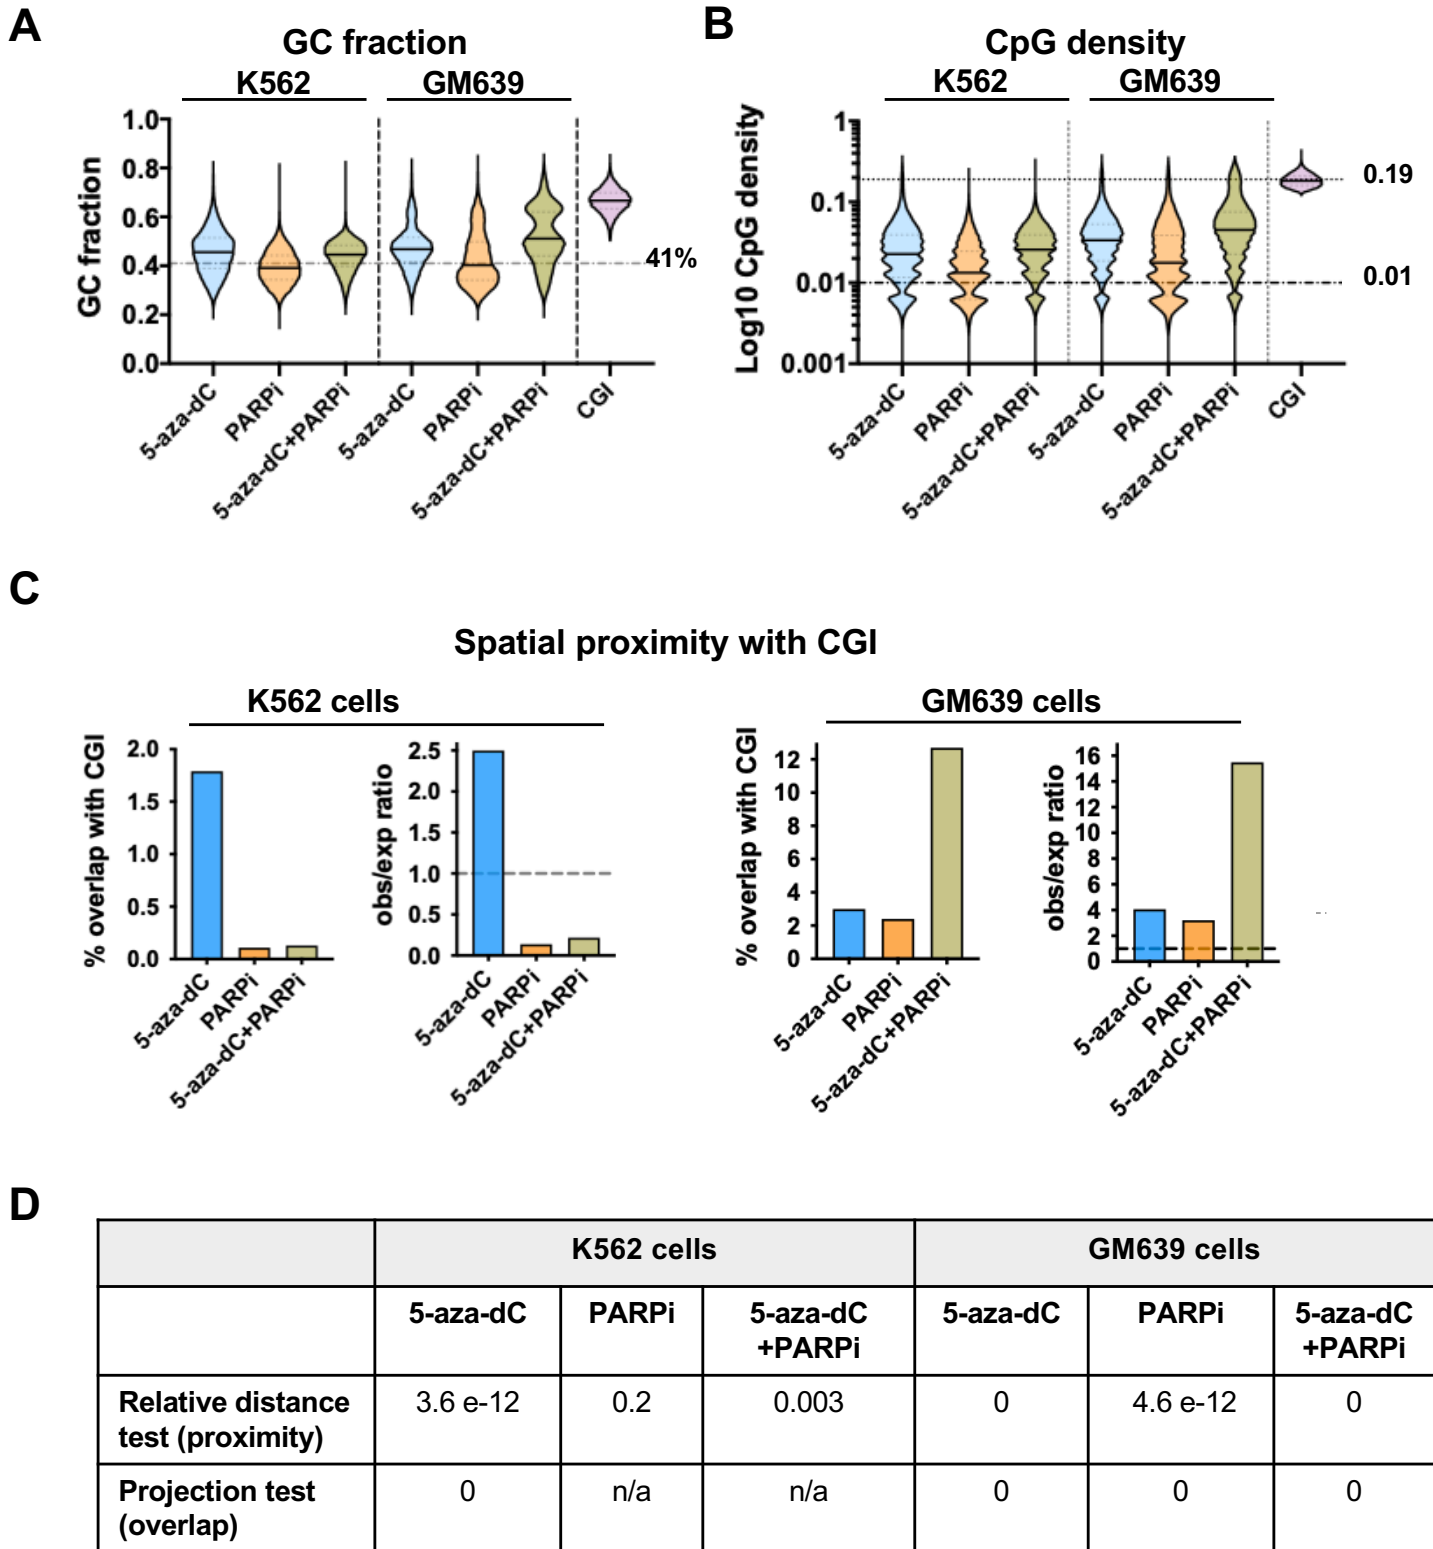 A
GC fraction
K562
GM639
GC fraction
1.0
0.8
0.6
0.4
0.2
0.0
41%
5-aza-dC
PARPi
5-aza-dC+PARPi
5-aza-dC
PARPi
5-aza-dC+PARPi
CGI
B
CpG density
K562
GM639
Log10 CpG density
1
0.1
0.01
0.001
0.19
0.01
5-aza-dC
PARPi
5-aza-dC+PARPi
5-aza-dC
PARPi
5-aza-dC+PARPi
CGI
C
Spatial proximity with CGI
K562 cells
% overlap with CGI
2.0
1.5
1.0
0.5
0.0
5-aza-dC
PARPi
5-aza-dC+PARPi
obs/exp ratio
2.5
2.0
1.5
1.0
0.5
0.0
5-aza-dC
PARPi
5-aza-dC+PARPi
GM639 cells
% overlap with CGI
12
10
8
6
4
2
0
5-aza-dC
PARPi
5-aza-dC+PARPi
obs/exp ratio
16
14
12
10
8
6
4
2
0
5-aza-dC
PARPi
5-aza-dC+PARPi
D
K562 cells GM639 cells
5-aza-dC PARPi 5-aza-dC +PARPi 5-aza-dC PARPi 5-aza-dC +PARPi
Relative distance test (proximity) 3.6 e-12 0.2 0.003 0 4.6 e-12 0
Projection test (overlap) 0 n/a n/a 0 0 0